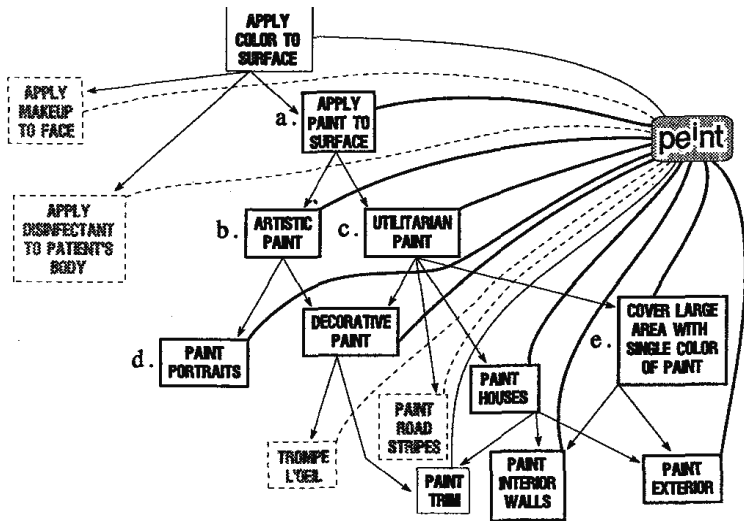 APPLY
COLOR TO
SURFACE
APPLY
MAKEUP
TO FACE
a.
APPLY
PAINT TO
SURFACE
peint
APPLY
DISINFECTANT
TO PATIENT'S
BODY
b.
ARTISTIC
PAINT
c.
UTILITARIAN
PAINT
d.
PAINT
PORTRAITS
DECORATIVE
PAINT
e.
COVER LARGE
AREA WITH
SINGLE COLOR
OF PAINT
PAINT
HOUSES
PAINT
ROAD
STRIPES
TROMPE
L'OEIL
PAINT
TRIM
PAINT
INTERIOR
WALLS
PAINT
EXTERIOR